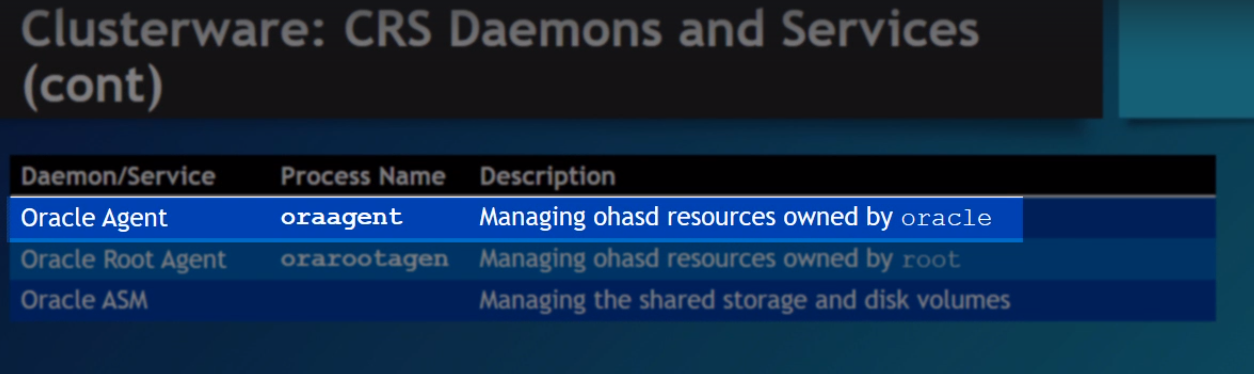 Clusterware: CRS Daemons and Services
(cont)
Daemon/Service Process Name Description
Oracle Agent oraagent Managing ohasd resources owned by oracle
Oracle Root Agent orarootagen Managing ohasd resources owned by root
Oracle ASM Managing the shared storage and disk volumes